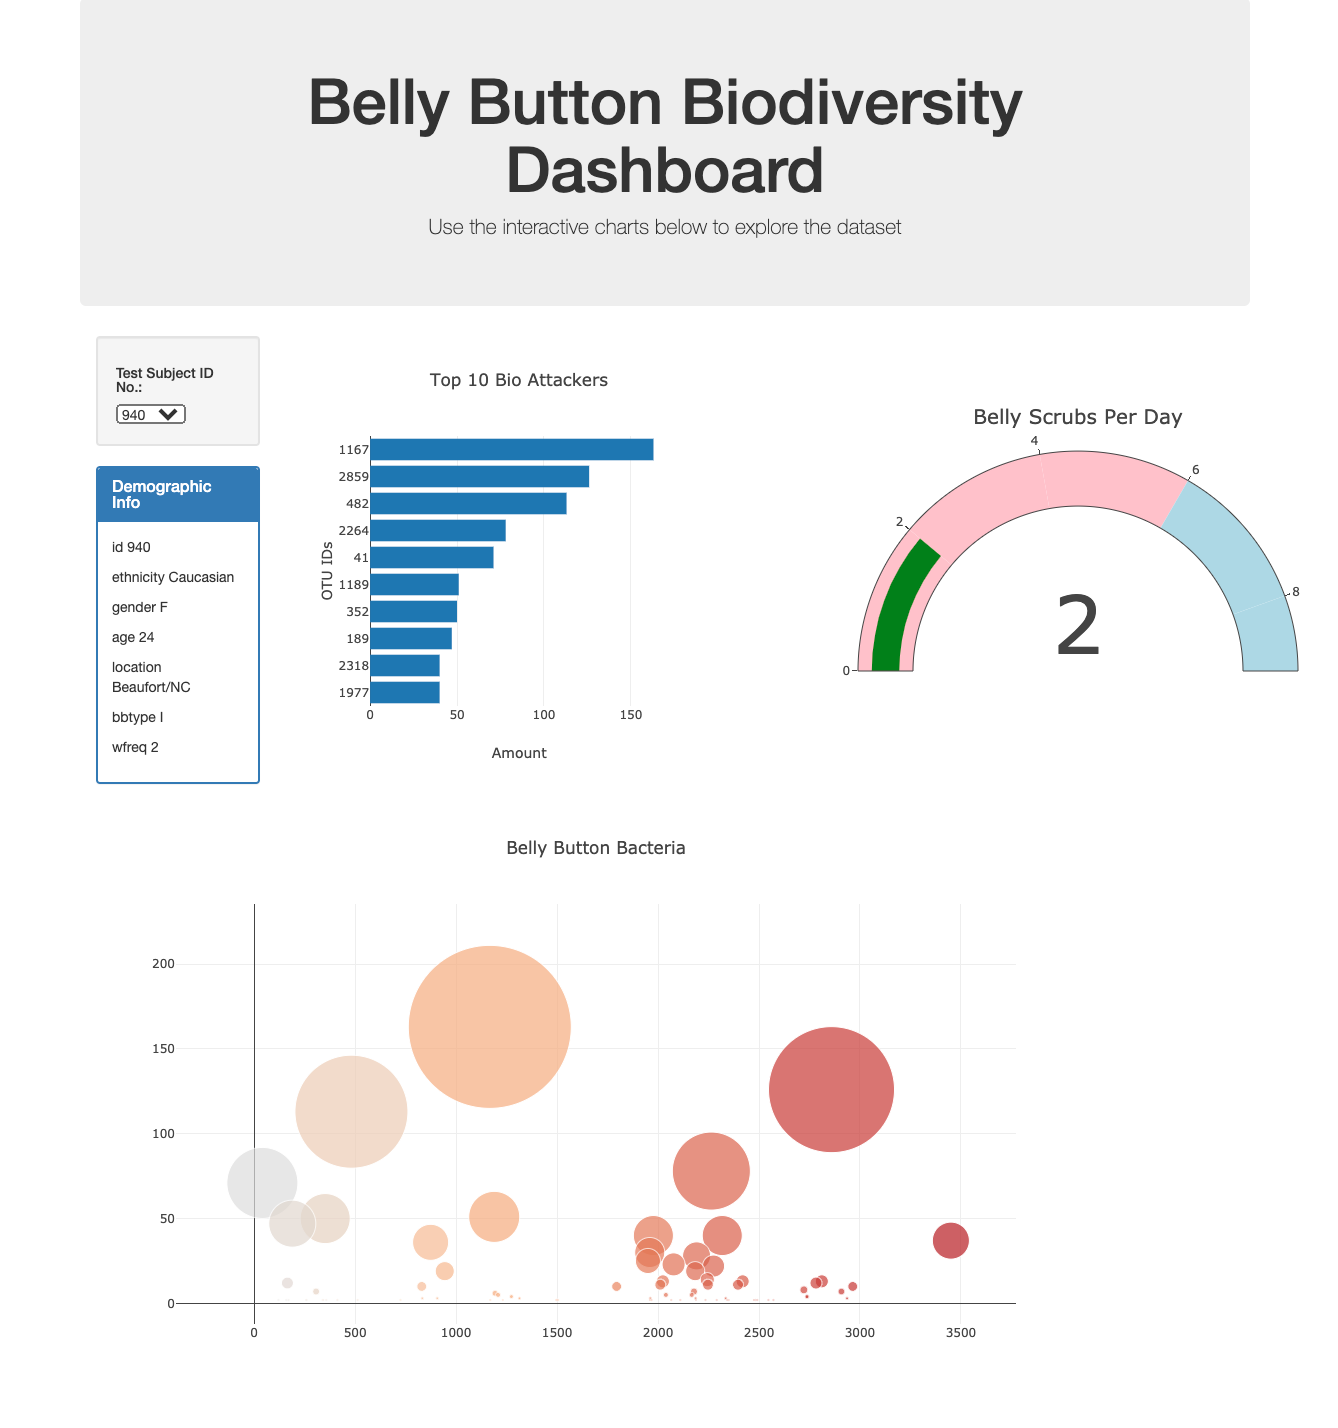 Belly Button Biodiversity
Dashboard
Use the interactive charts below to explore the dataset
Test Subject ID
No.:
940
Demographic
Info
id 940
ethnicity Caucasian
gender F
age 24
location
Beaufort/NC
bbtype I
wfreq 2
Top 10 Bio Attackers
OTU IDs
1167
2859
482
2264
41
1189
352
189
2318
1977
0 50 100 150
Amount
Belly Scrubs Per Day
0
2
4
6
8
2
Belly Button Bacteria
200
150
100
50
0
0 500 1000 1500 2000 2500 3000 3500